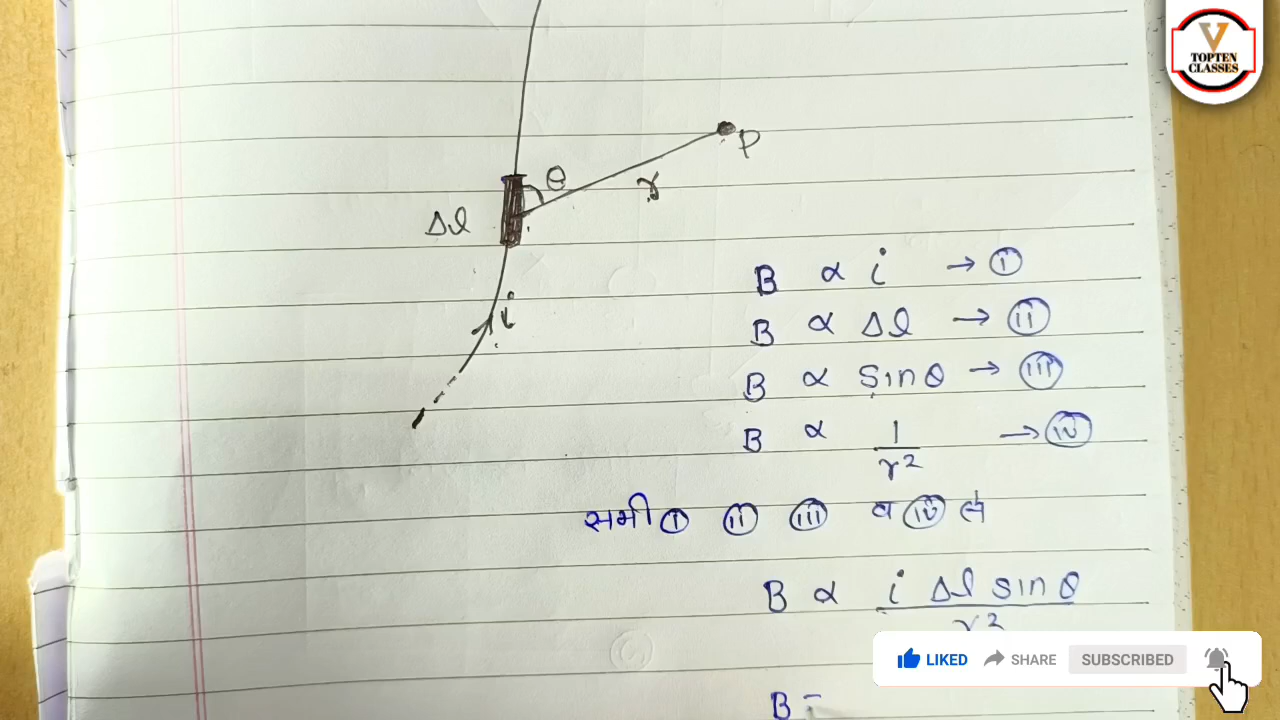 V
TOPTEN
CLASSES
P
θ
r
Δl
i
B ∝ i → (i)
B ∝ Δl → (ii)
B ∝ sinθ → (iii)
B ∝ 1/r² → (iv)
सभी (i) (ii) (iii) व (iv) से
B ∝ i Δl sinθ / r²
LIKED SHARE SUBSCRIBED
B =